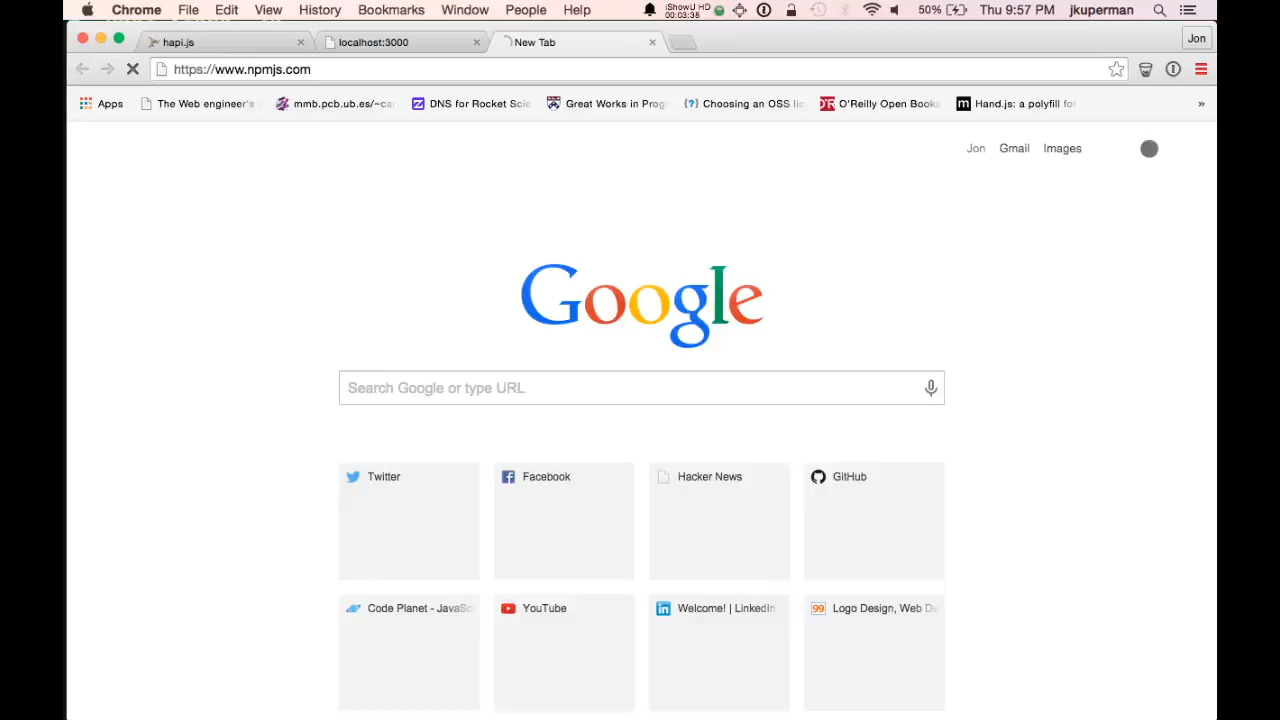 Chrome File Edit View History Bookmarks Window People Help iShowU HD 00:03:38 50% Thu 9:57 PM jkuperman
hapi.js localhost:3000 New Tab Jon
https://www.npmjs.com
Apps The Web engineer's mmb.pcb.ub.es/~ca DNS for Rocket Scie Great Works in Prog Choosing an OSS lic O'Reilly Open Books Hand.js: a polyfill for »
Jon Gmail Images
Google
Search Google or type URL
Twitter Facebook Hacker News GitHub
Code Planet - JavaSc YouTube Welcome! | LinkedIn 99 Logo Design, Web De